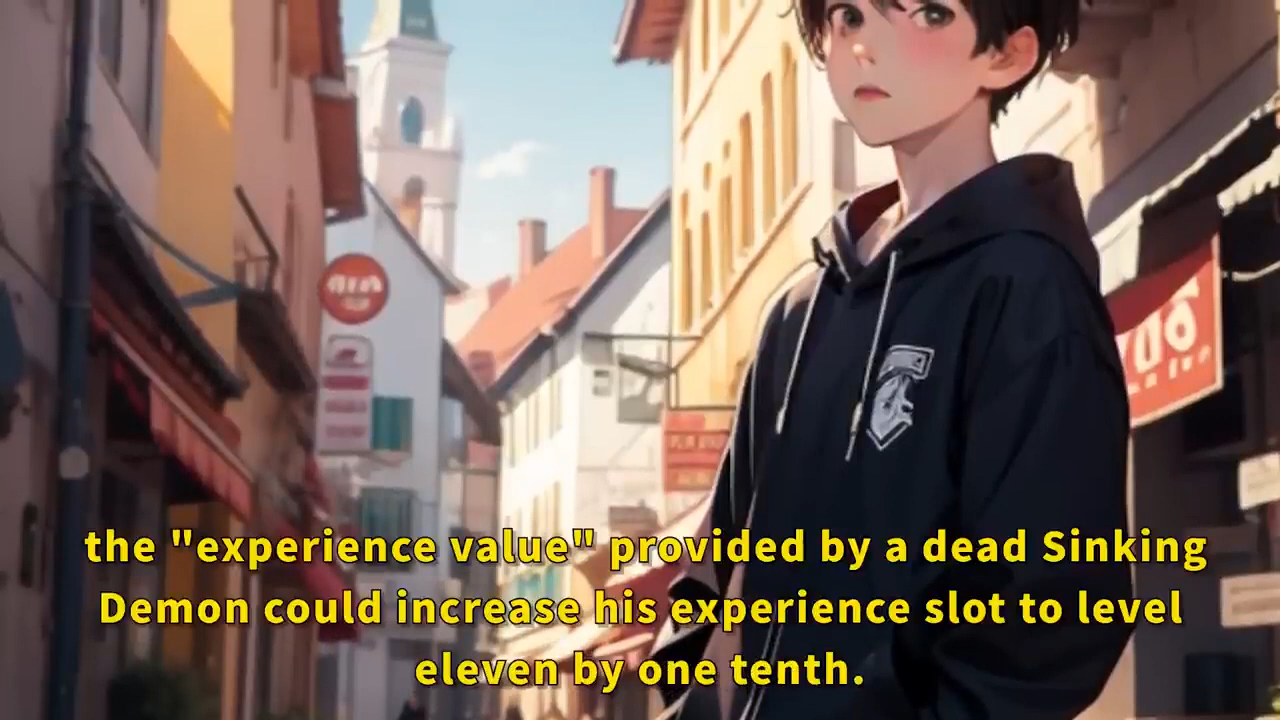 the "experience value" provided by a dead Sinking
Demon could increase his experience slot to level
eleven by one tenth.